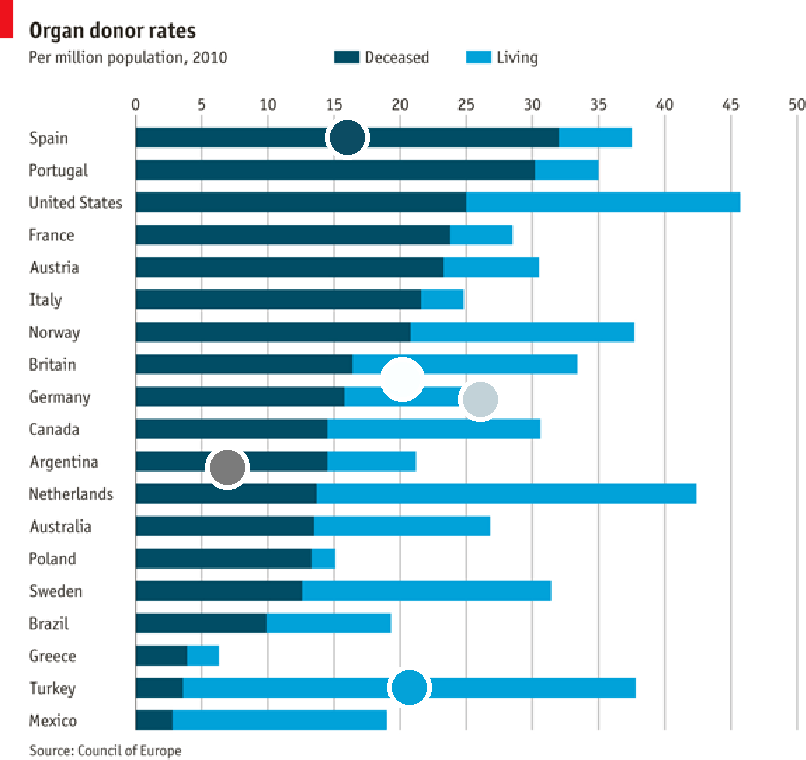 Organ donor rates
Per million population, 2010 Deceased Living
0 5 10 15 20 25 30 35 40 45 50
Spain
Portugal
United States
France
Austria
Italy
Norway
Britain
Germany
Canada
Argentina
Netherlands
Australia
Poland
Sweden
Brazil
Greece
Turkey
Mexico
Source: Council of Europe